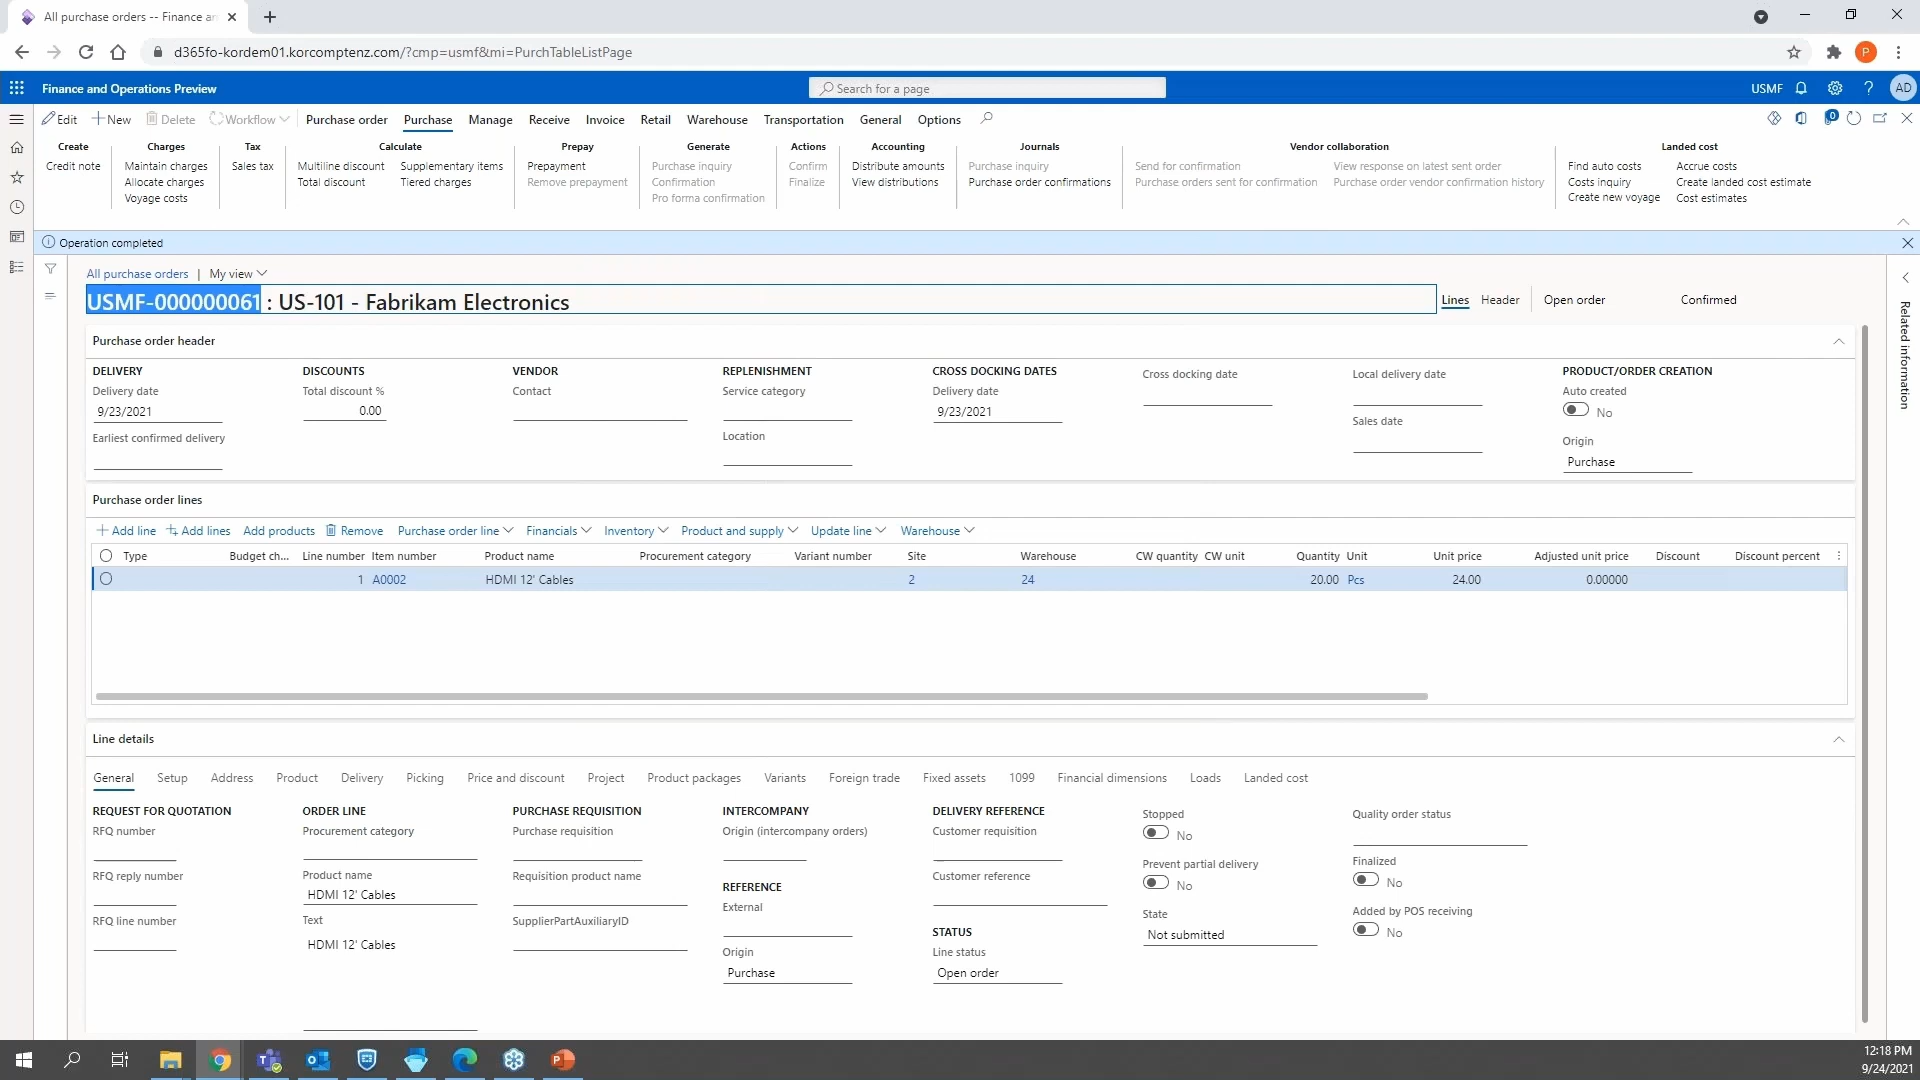 All purchase orders -- Finance an
d365fo-kordem01.korcomptenz.com/?cmp=usmf&mi=PurchTableListPage
P
Finance and Operations Preview
Search for a page
USMF
?
AD
Edit New Delete Workflow Purchase order Purchase Manage Receive Invoice Retail Warehouse Transportation General Options
0
Create Charges Tax Calculate Prepay Generate Actions Accounting Journals Vendor collaboration Landed cost
Credit note Maintain charges Sales tax Multiline discount Supplementary items Prepayment Purchase inquiry Confirm Distribute amounts Purchase inquiry Send for confirmation View response on latest sent order Find auto costs Accrue costs
Allocate charges Total discount Tiered charges Remove prepayment Confirmation Finalize View distributions Purchase order confirmations Purchase orders sent for confirmation Purchase order vendor confirmation history Costs inquiry Create landed cost estimate
Voyage costs Pro forma confirmation Create new voyage Cost estimates
Operation completed
All purchase orders | My view
USMF-000000061 : US-101 - Fabrikam Electronics
Lines Header Open order Confirmed
Related information
Purchase order header
DELIVERY DISCOUNTS VENDOR REPLENISHMENT CROSS DOCKING DATES Cross docking date Local delivery date PRODUCT/ORDER CREATION
Delivery date Total discount % Contact Service category Delivery date Auto created
9/23/2021 0.00 9/23/2021 No
Sales date
Earliest confirmed delivery Location Origin
Purchase
Purchase order lines
Add line Add lines Add products Remove Purchase order line Financials Inventory Product and supply Update line Warehouse
Type Budget ch... Line number Item number Product name Procurement category Variant number Site Warehouse CW quantity CW unit Quantity Unit Unit price Adjusted unit price Discount Discount percent
1 A0002 HDMI 12' Cables 2 24 20.00 Pcs 24.00 0.00000
Line details
General Setup Address Product Delivery Picking Price and discount Project Product packages Variants Foreign trade Fixed assets 1099 Financial dimensions Loads Landed cost
REQUEST FOR QUOTATION ORDER LINE PURCHASE REQUISITION INTERCOMPANY DELIVERY REFERENCE Stopped Quality order status
RFQ number Procurement category Purchase requisition Origin (intercompany orders) Customer requisition No
Prevent partial delivery Finalized
RFQ reply number Product name Requisition product name REFERENCE Customer reference No No
HDMI 12' Cables External
State Added by POS receiving
RFQ line number Text SupplierPartAuxiliaryID STATUS Not submitted No
HDMI 12' Cables Origin Line status
Purchase Open order
12:18 PM
9/24/2021